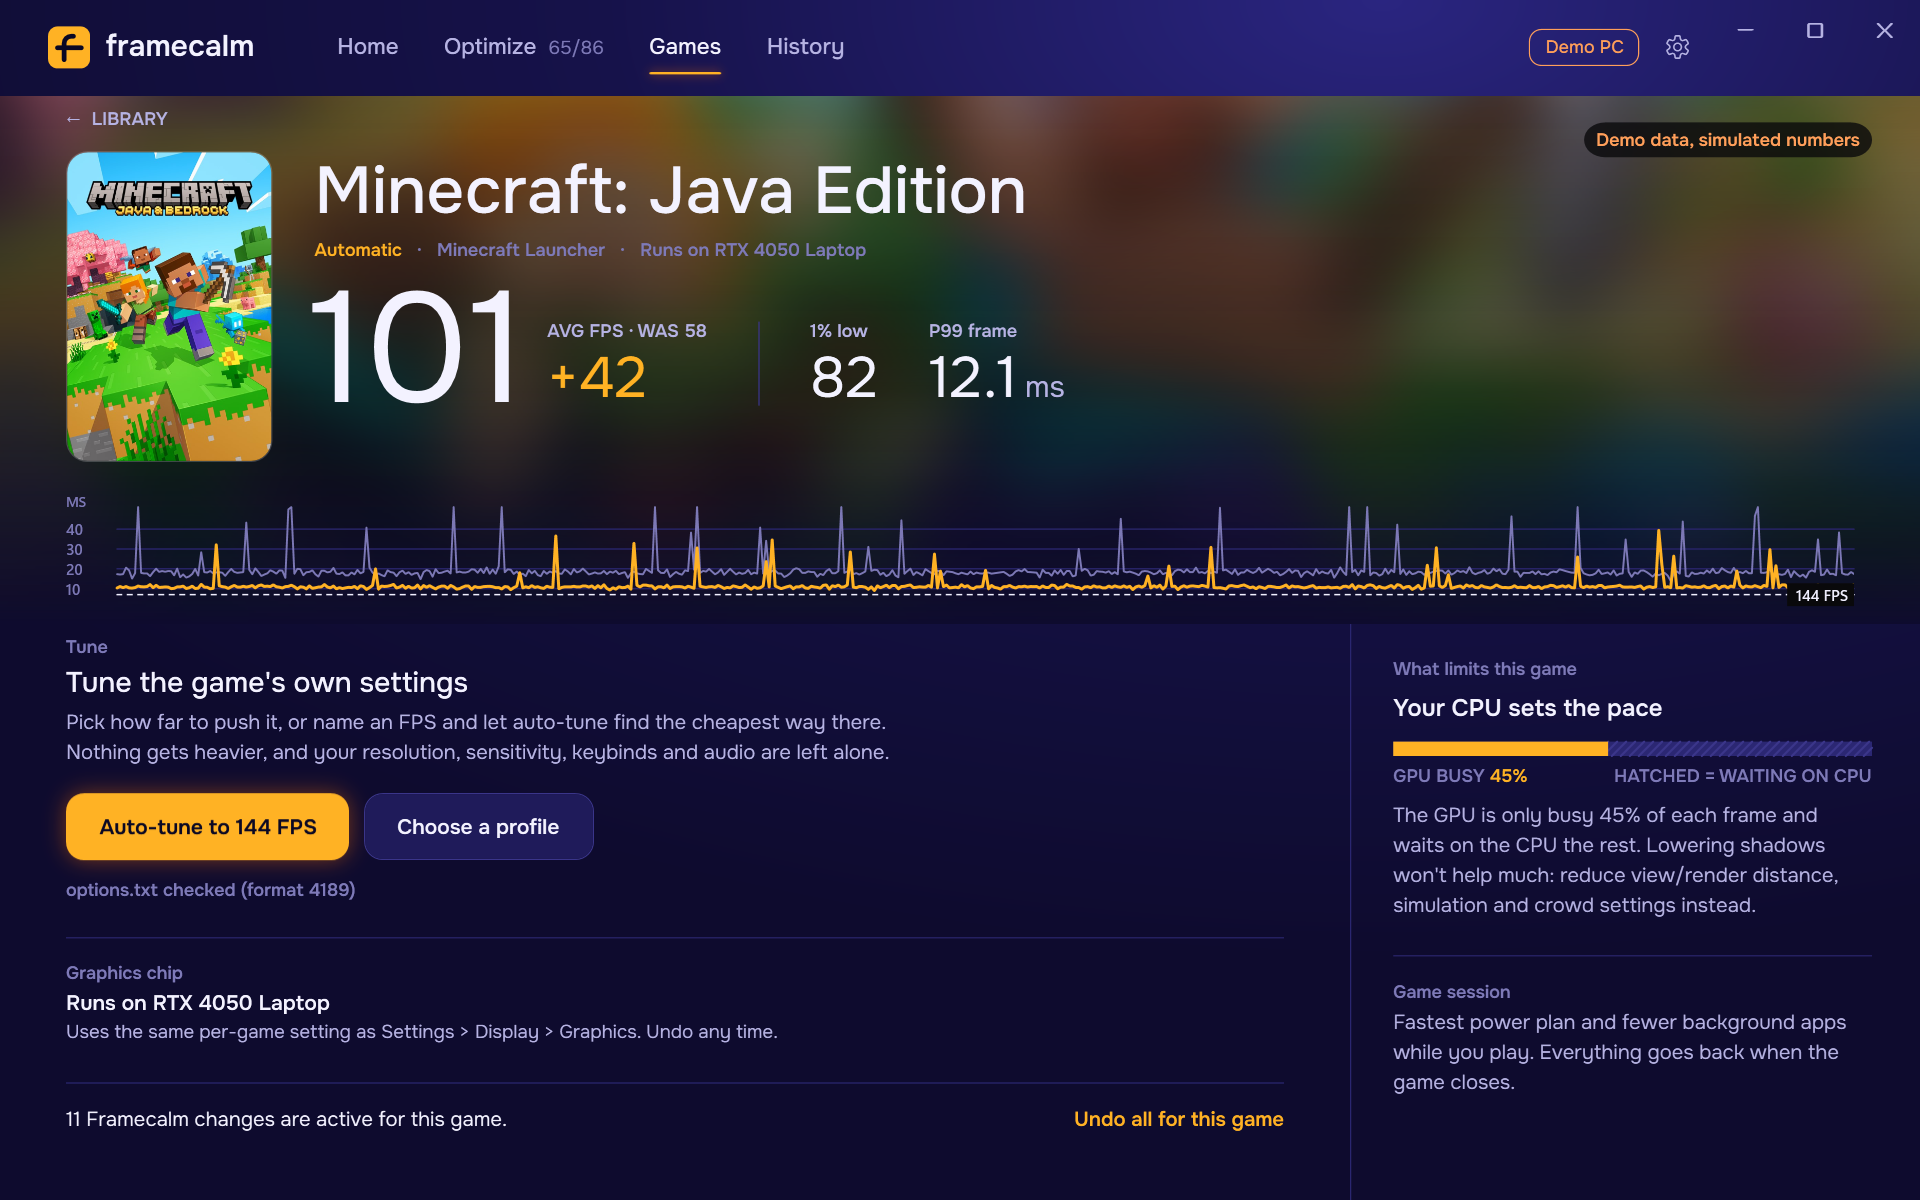 framecalm
Home
Optimize 65/86
Games
History
Demo PC
← LIBRARY
Demo data, simulated numbers
MINECRAFT
JAVA & BEDROCK
Minecraft: Java Edition
Automatic · Minecraft Launcher · Runs on RTX 4050 Laptop
101
AVG FPS · WAS 58
+42
1% low
82
P99 frame
12.1 ms
MS
40
30
20
10
144 FPS
Tune
Tune the game's own settings
Pick how far to push it, or name an FPS and let auto-tune find the cheapest way there.
Nothing gets heavier, and your resolution, sensitivity, keybinds and audio are left alone.
Auto-tune to 144 FPS
Choose a profile
options.txt checked (format 4189)
Graphics chip
Runs on RTX 4050 Laptop
Uses the same per-game setting as Settings > Display > Graphics. Undo any time.
11 Framecalm changes are active for this game.
Undo all for this game
What limits this game
Your CPU sets the pace
GPU BUSY 45%
HATCHED = WAITING ON CPU
The GPU is only busy 45% of each frame and
waits on the CPU the rest. Lowering shadows
won't help much: reduce view/render distance,
simulation and crowd settings instead.
Game session
Fastest power plan and fewer background apps
while you play. Everything goes back when the
game closes.